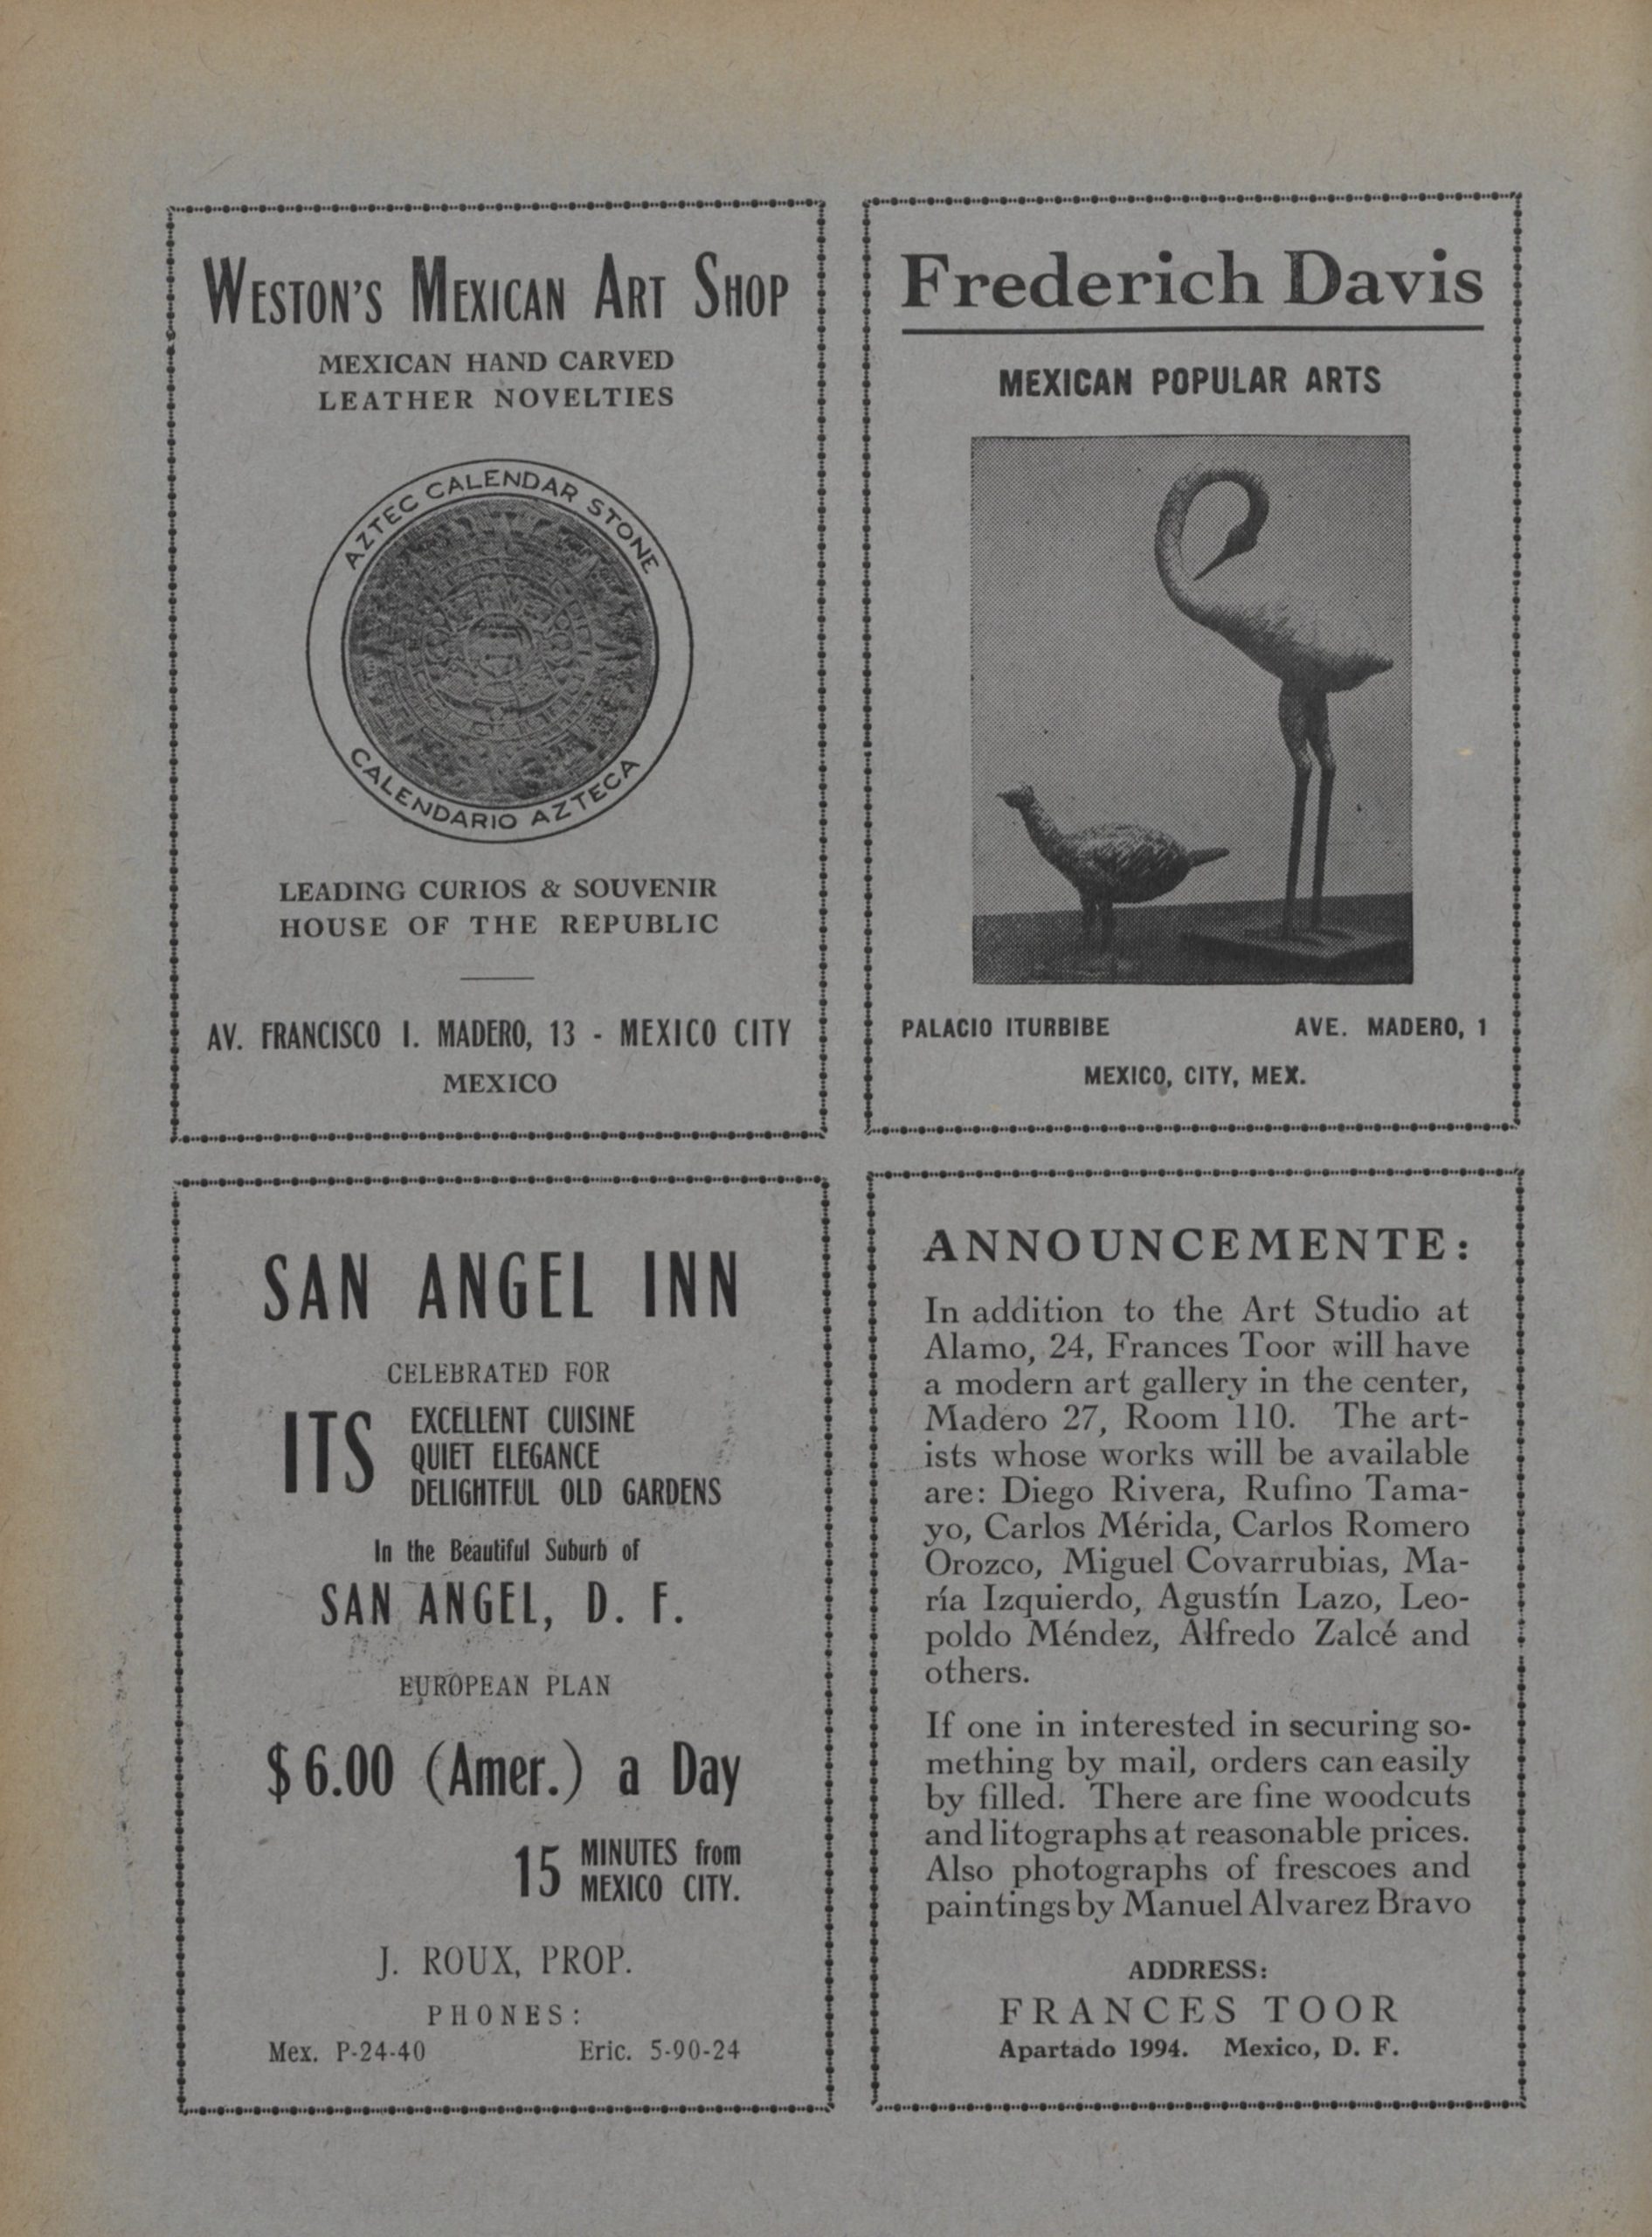 WESTON'S MEXICAN ART SHOP
MEXICAN HAND CARVED
LEATHER NOVELTIES
AZTEC CALENDAR STONE
CALENDARIO AZTECA
LEADING CURIOS & SOUVENIR
HOUSE OF THE REPUBLIC
AV. FRANCISCO I. MADERO, 13 - MEXICO CITY
MEXICO
Frederich Davis
MEXICAN POPULAR ARTS
PALACIO ITURBIBE AVE. MADERO, 1
MEXICO, CITY, MEX.
SAN ANGEL INN
CELEBRATED FOR
ITS
EXCELLENT CUISINE
QUIET ELEGANCE
DELIGHTFUL OLD GARDENS
In the Beautiful Suburb of
SAN ANGEL, D. F.
EUROPEAN PLAN
$6.00 (Amer.) a Day
15 MINUTES from
MEXICO CITY.
J. ROUX, PROP.
PHONES:
Mex. P-24-40 Eric. 5-90-24
ANNOUNCEMENTE:
In addition to the Art Studio at
Alamo, 24, Frances Toor will have
a modern art gallery in the center,
Madero 27, Room 110. The art-
ists whose works will be available
are: Diego Rivera, Rufino Tama-
yo, Carlos Mérida, Carlos Romero
Orozco, Miguel Covarrubias, Ma-
ría Izquierdo, Agustín Lazo, Leo-
poldo Méndez, Alfredo Zalcé and
others.
If one in interested in securing so-
mething by mail, orders can easily
by filled. There are fine woodcuts
and litographs at reasonable prices.
Also photographs of frescoes and
paintings by Manuel Alvarez Bravo
ADDRESS:
FRANCES TOOR
Apartado 1994. Mexico, D. F.